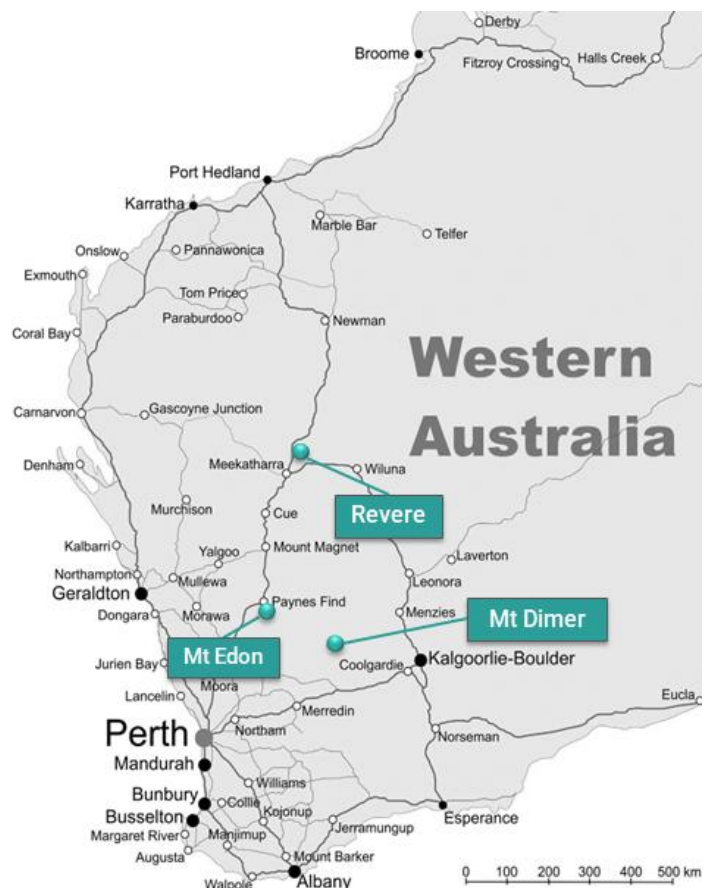 Derby
Broome
Fitzroy Crossing
Halls Creek
Port Hedland
Karratha
Marble Bar
Telfer
Onslow
Pannawonica
Exmouth
Tom Price
Paraburdoo
Newman
Coral Bay
Western
Australia
Carnarvon
Gascoyne Junction
Denham
Meekatharra
Wiluna
Revere
Murchison
Cue
Kalbarri
Yalgoo
Mount Magnet
Laverton
Northampton
Mullewa
Leonora
Geraldton
Paynes Find
Dongara
Morawa
Menzies
Mt Dimer
Mt Edon
Jurien Bay
Coolgardie
Kalgoorlie-Boulder
Moora
Lancelin
Eucla
Merredin
Perth
Northam
Norseman
Mandurah
Williams
Bunbury
Collie
Kojonup
Busselton
Esperance
Margaret River
Manjimup
Jerramungup
Augusta
Mount Barker
Walpole
Albany
0 100 200 300 400 500 km